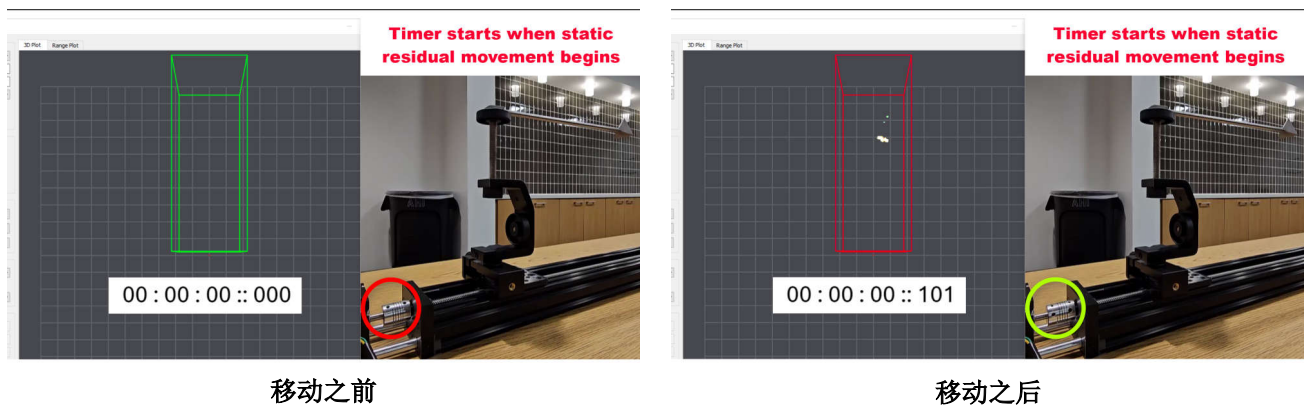 3D Plot Range Plot
Timer starts when static
residual movement begins
00 : 00 : 00 :: 000
移动之前
3D Plot Range Plot
Timer starts when static
residual movement begins
00 : 00 : 00 :: 101
移动之后